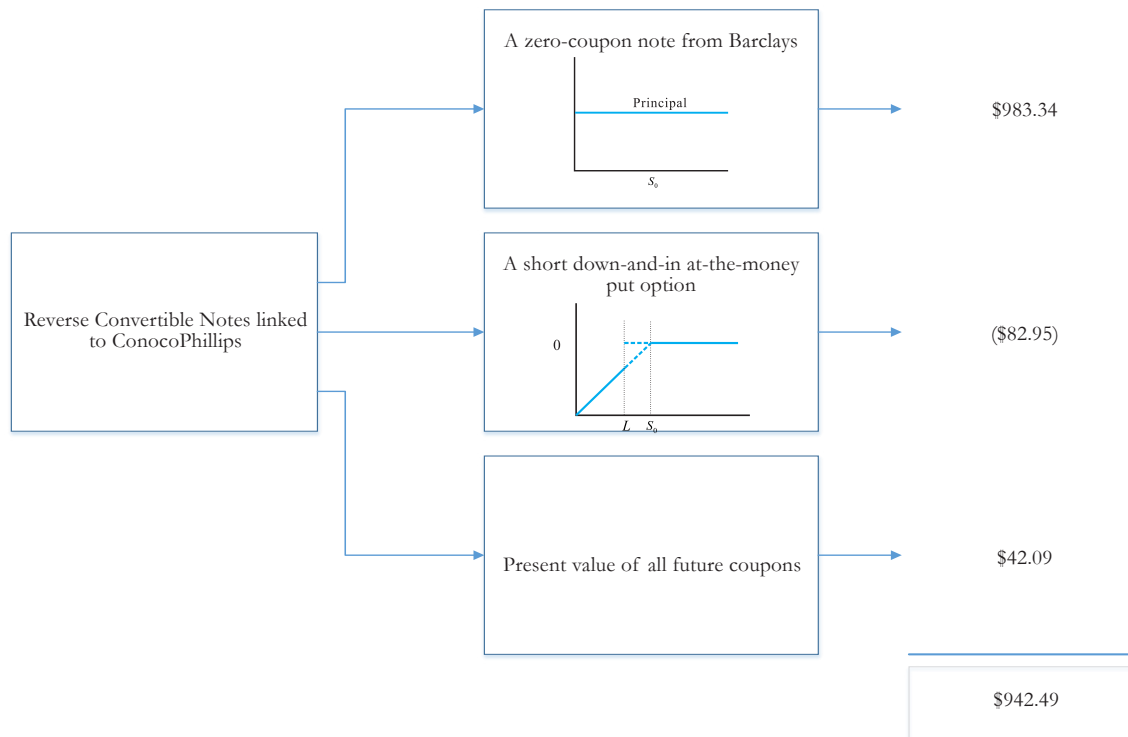 A zero-coupon note from Barclays
Principal
S₀
$983.34
Reverse Convertible Notes linked
to ConocoPhillips
A short down-and-in at-the-money
put option
0
L S₀
($82.95)
Present value of all future coupons
$42.09
$942.49